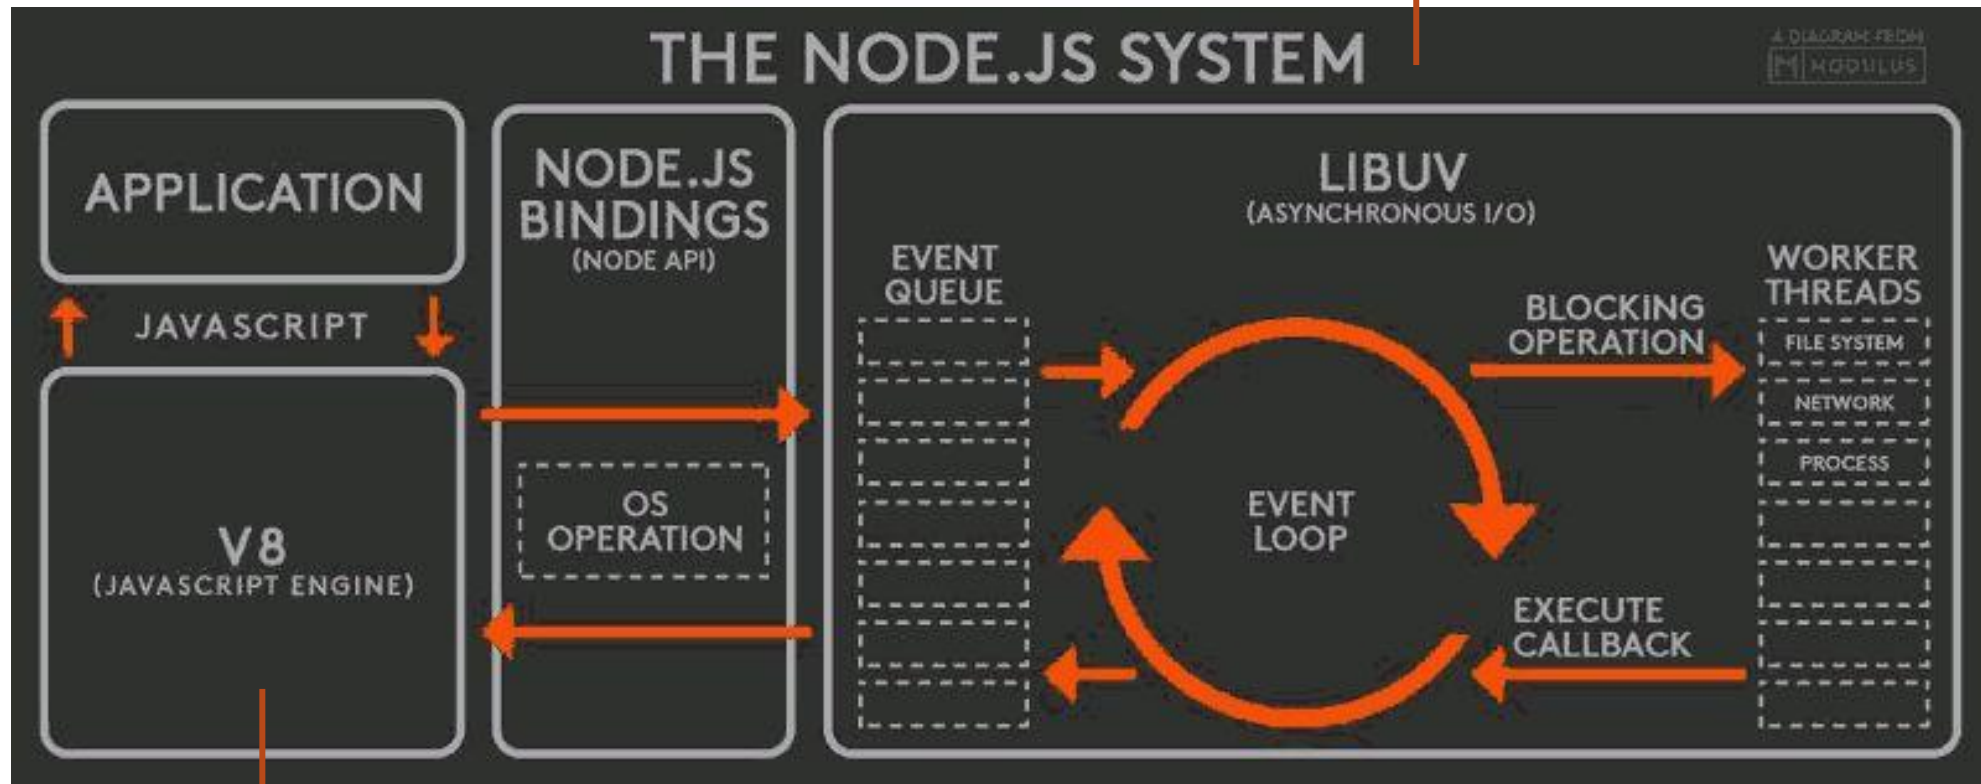 THE NODE.JS SYSTEM
A DIAGRAM FROM
M MODULUS
APPLICATION
JAVASCRIPT
V8
(JAVASCRIPT ENGINE)
NODE.JS
BINDINGS
(NODE API)
OS
OPERATION
LIBUV
(ASYNCHRONOUS I/O)
EVENT
QUEUE
EVENT
LOOP
BLOCKING
OPERATION
EXECUTE
CALLBACK
WORKER
THREADS
FILE SYSTEM
NETWORK
PROCESS